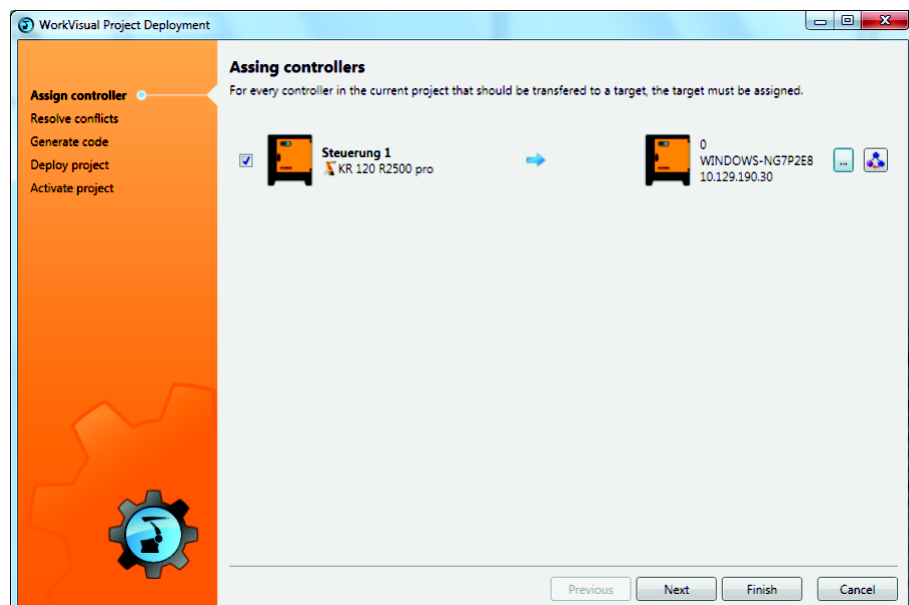 WorkVisual Project Deployment
Assign controller
Resolve conflicts
Generate code
Deploy project
Activate project
Assing controllers
For every controller in the current project that should be transfered to a target, the target must be assigned.
Steuerung 1
KR 120 R2500 pro
0
WINDOWS-NG7P2E8
10.129.190.30
...
Previous Next Finish Cancel